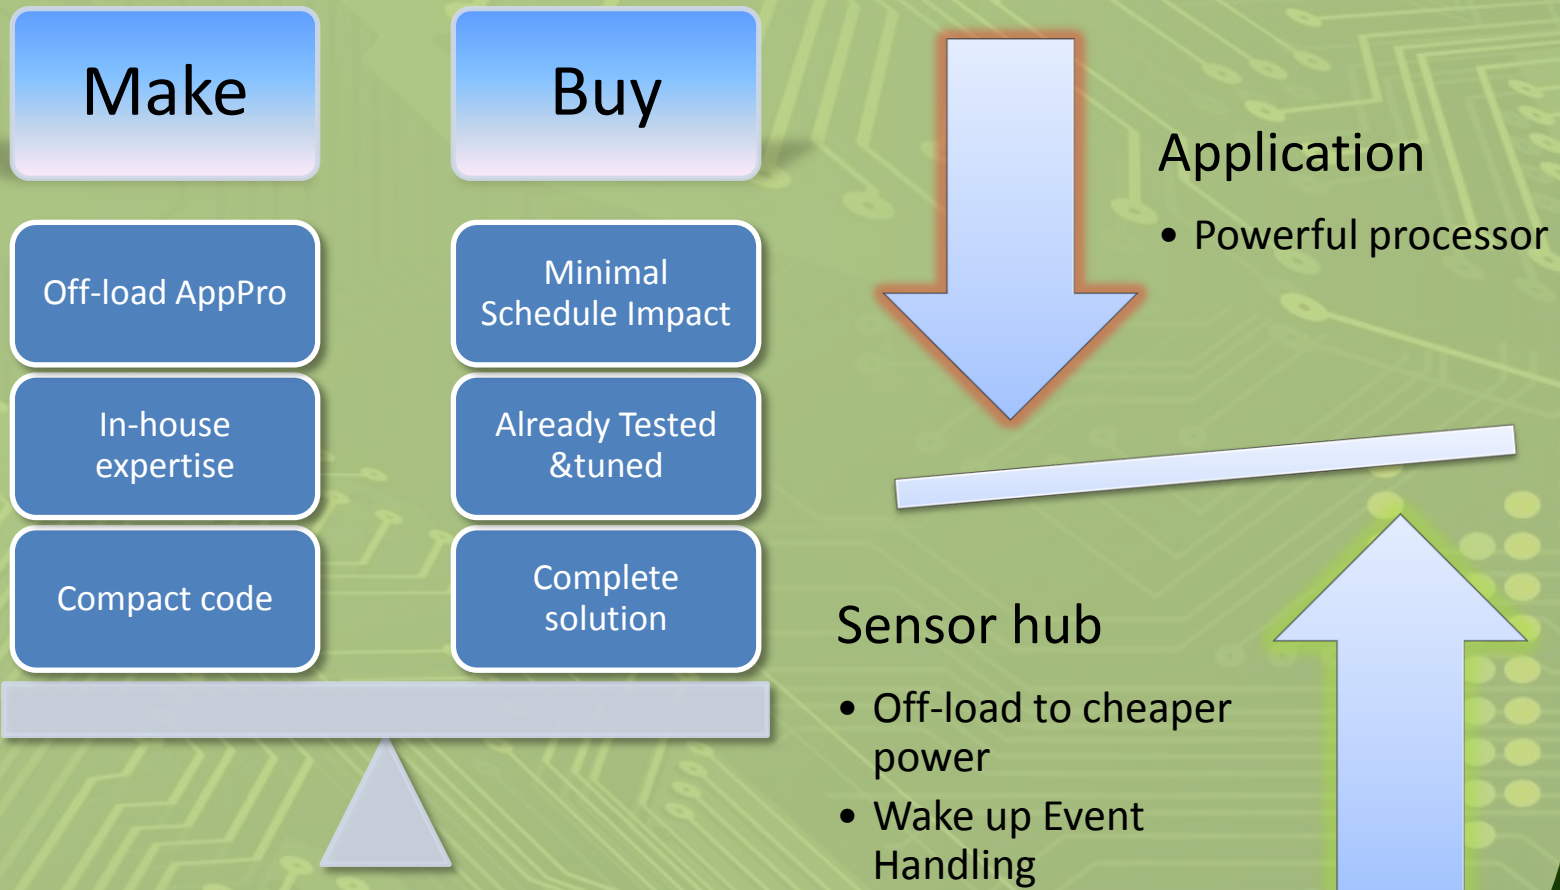 Make
Off-load AppPro
In-house
expertise
Compact code
Buy
Minimal
Schedule Impact
Already Tested
&tuned
Complete
solution
Application
• Powerful processor
Sensor hub
• Off-load to cheaper
power
• Wake up Event
Handling